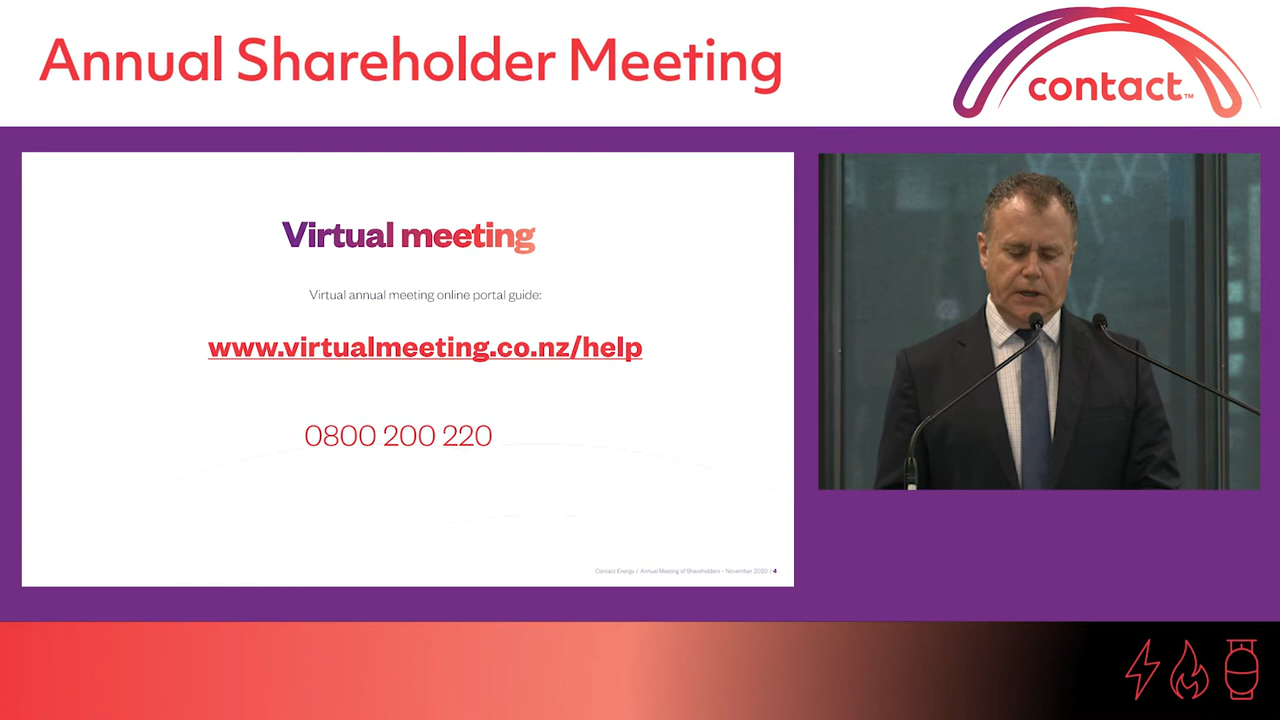 Annual Shareholder Meeting
contact™
Virtual meeting
Virtual annual meeting online portal guide:
www.virtualmeeting.co.nz/help
0800 200 220
Contact Energy / Annual Meeting of Shareholders – November 2020 / 4